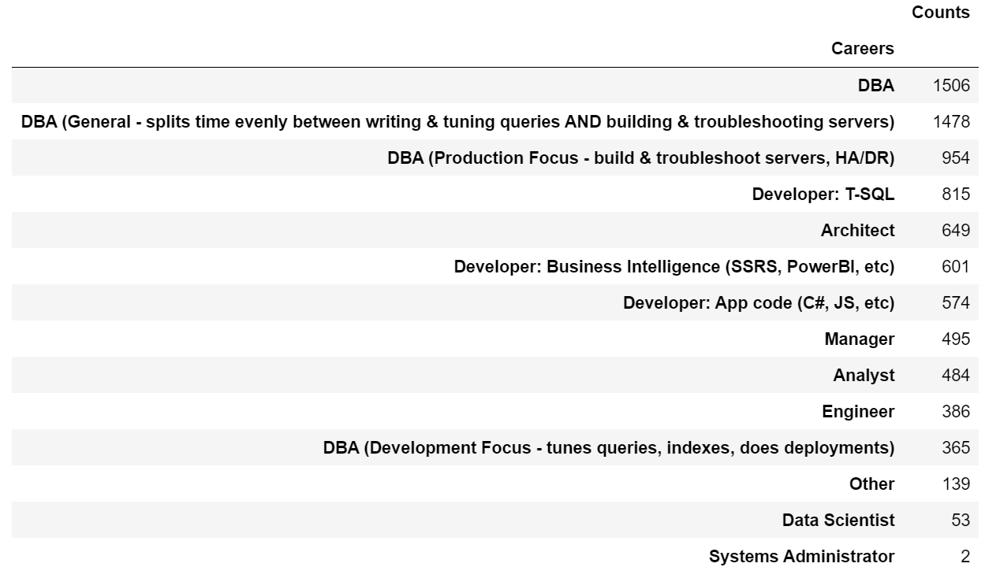 Counts
Careers
DBA 1506
DBA (General - splits time evenly between writing & tuning queries AND building & troubleshooting servers) 1478
DBA (Production Focus - build & troubleshoot servers, HA/DR) 954
Developer: T-SQL 815
Architect 649
Developer: Business Intelligence (SSRS, PowerBI, etc) 601
Developer: App code (C#, JS, etc) 574
Manager 495
Analyst 484
Engineer 386
DBA (Development Focus - tunes queries, indexes, does deployments) 365
Other 139
Data Scientist 53
Systems Administrator 2